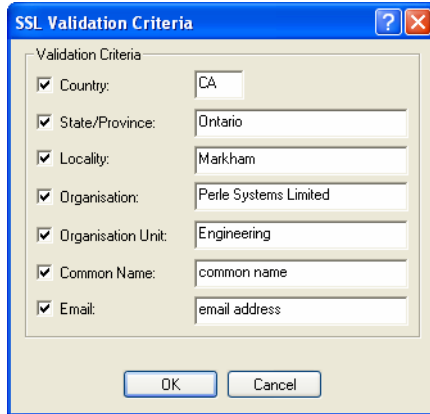 SSL Validation Criteria
Validation Criteria
Country: CA
State/Province: Ontario
Locality: Markham
Organisation: Perle Systems Limited
Organisation Unit: Engineering
Common Name: common name
Email: email address
OK Cancel